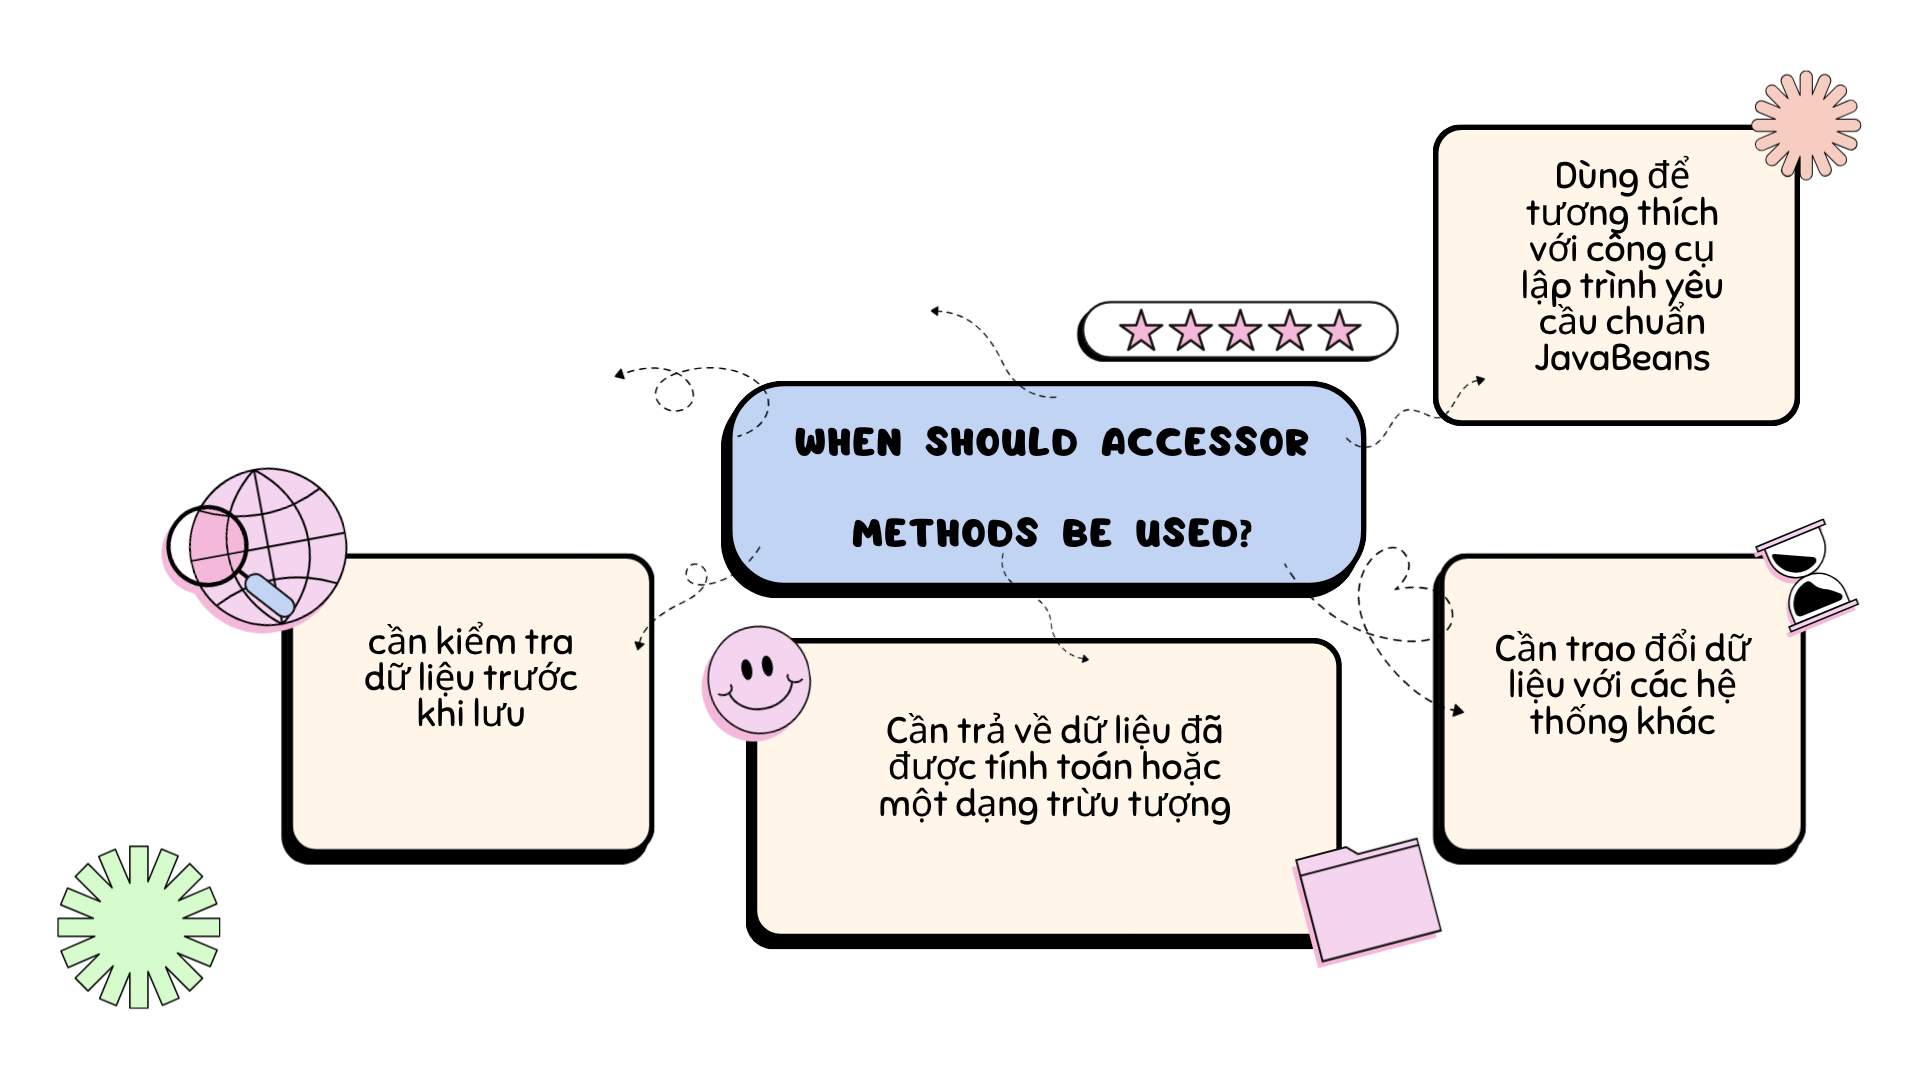 WHEN SHOULD ACCESSOR
METHODS BE USED?
Dùng để
tương thích
với công cụ
lập trình yêu
cầu chuẩn
JavaBeans
cần kiểm tra
dữ liệu trước
khi lưu
Cần trả về dữ liệu đã
được tính toán hoặc
một dạng trừu tượng
Cần trao đổi dữ
liệu với các hệ
thống khác